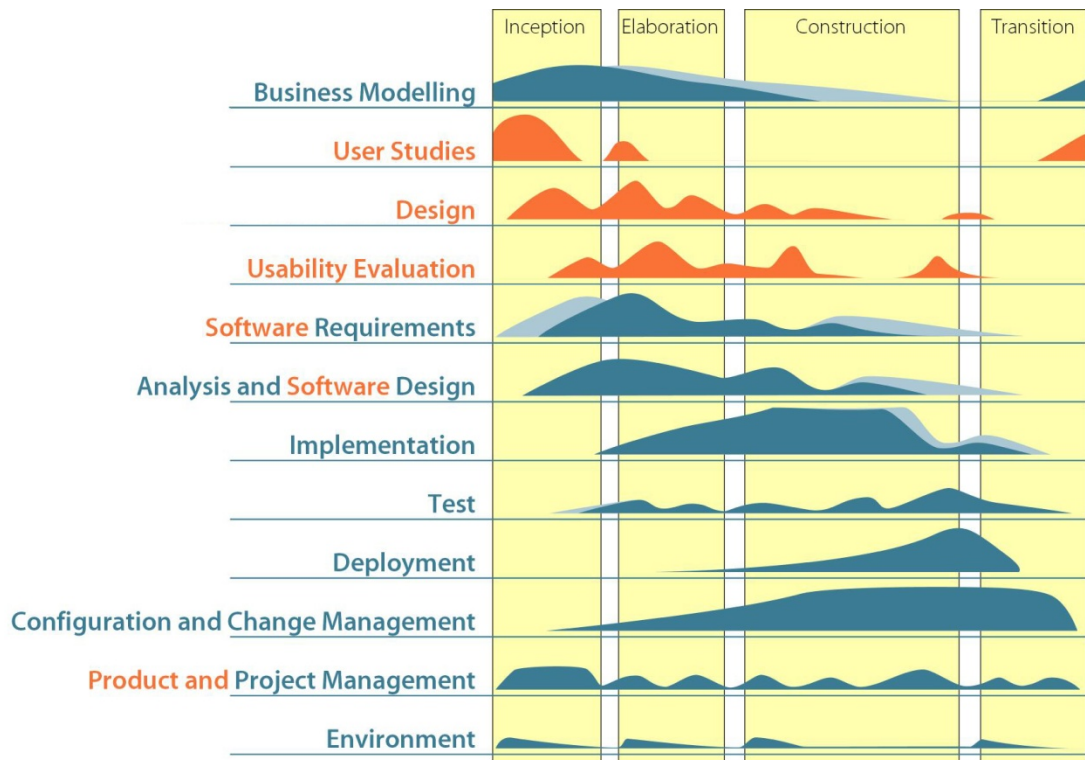 Inception
Elaboration
Construction
Transition
Business Modelling
User Studies
Design
Usability Evaluation
Software Requirements
Analysis and Software Design
Implementation
Test
Deployment
Configuration and Change Management
Product and Project Management
Environment